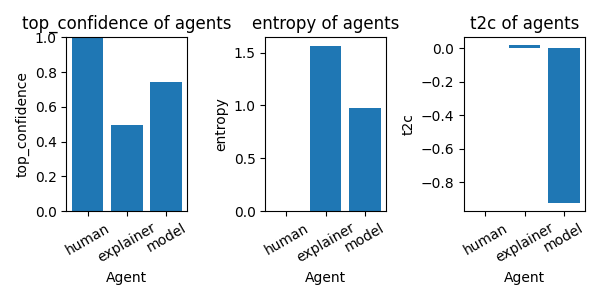 top_confidence of agents
top_confidence
1.0
0.8
0.6
0.4
0.2
0.0
human
explainer
model
Agent
entropy of agents
entropy
1.5
1.0
0.5
0.0
human
explainer
model
Agent
t2c of agents
t2c
0.0
−0.2
−0.4
−0.6
−0.8
human
explainer
model
Agent